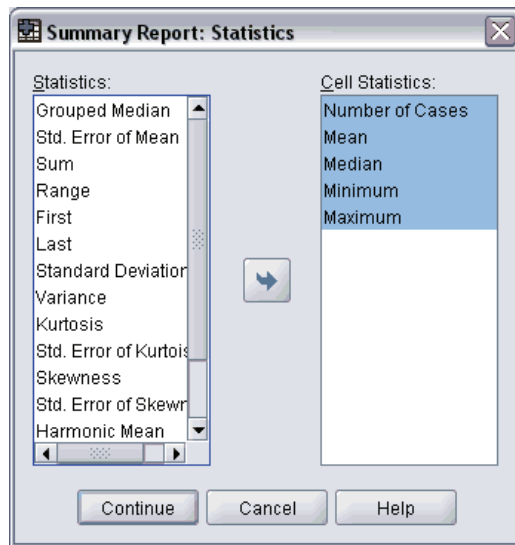 Summary Report: Statistics
Statistics:
Grouped Median
Std. Error of Mean
Sum
Range
First
Last
Standard Deviation
Variance
Kurtosis
Std. Error of Kurtois
Skewness
Std. Error of Skewr
Harmonic Mean
Cell Statistics:
Number of Cases
Mean
Median
Minimum
Maximum
Continue
Cancel
Help